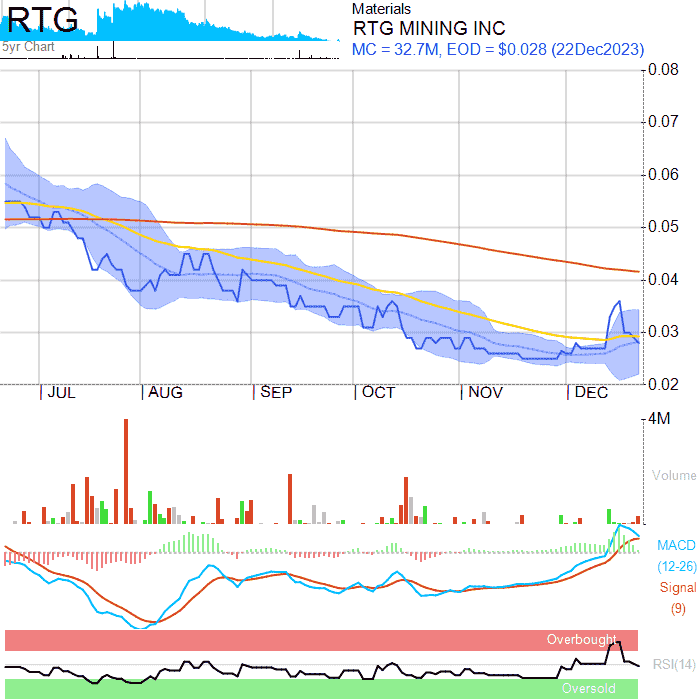 RTG
5yr Chart
Materials
RTG MINING INC
MC = 32.7M, EOD = $0.028 (22Dec2023)
0.08
0.07
0.06
0.05
0.04
0.03
0.02
JUL AUG SEP OCT NOV DEC
4M
Volume
MACD
(12-26)
Signal
(9)
Overbought
RSI(14)
Oversold